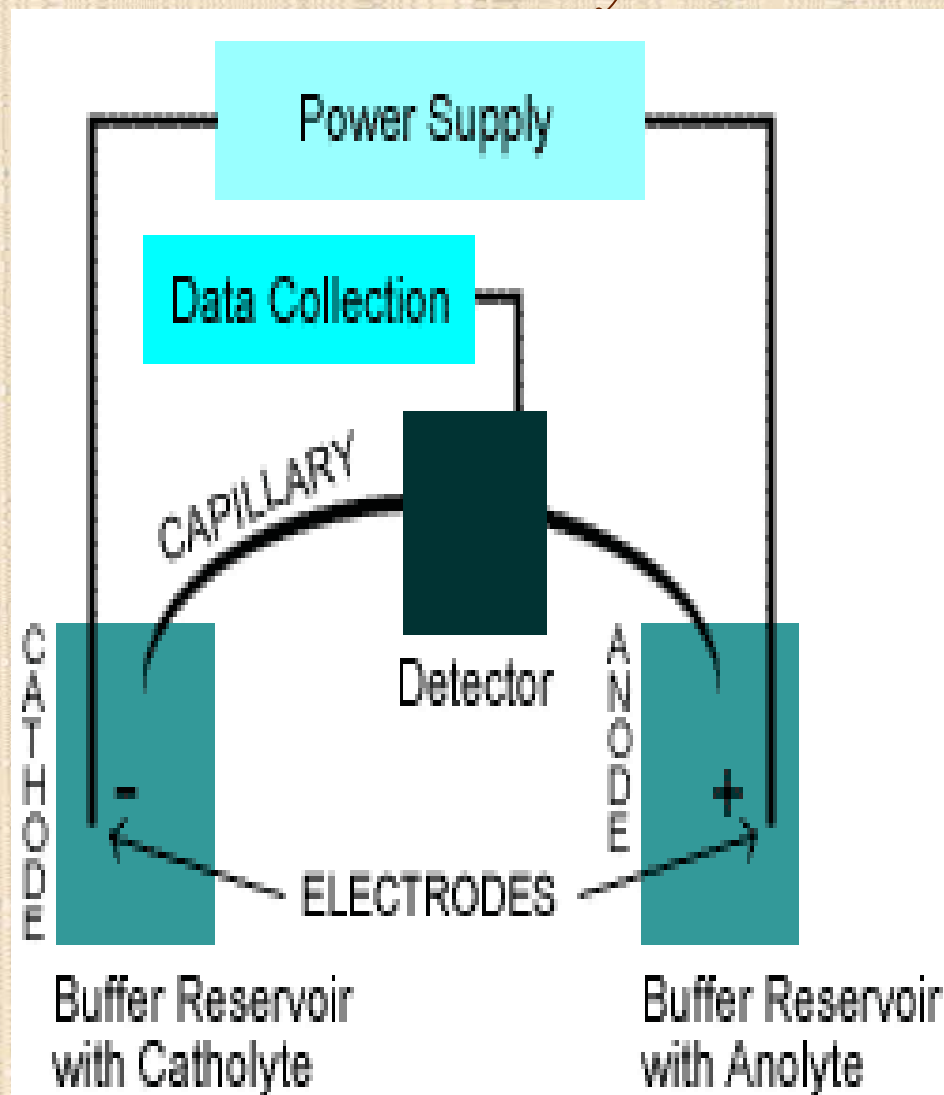 Power Supply
Data Collection
CAPILLARY
Detector
CATHODE
-
ANODE
+
ELECTRODES
Buffer Reservoir
with Catholyte
Buffer Reservoir
with Anolyte